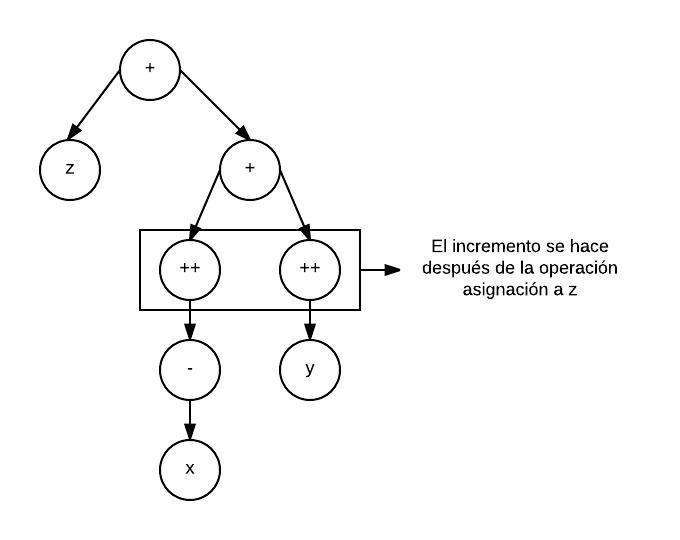 +
z
+
++
++
El incremento se hace
después de la operación
asignación a z
-
y
x